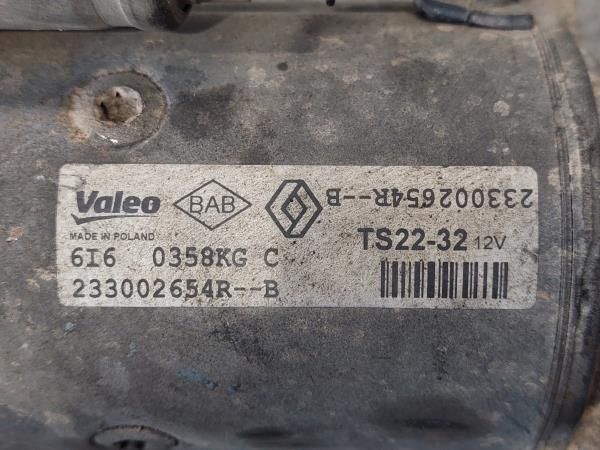 Valeo BAB 233002654R--B
MADE IN POLAND TS22-32 12V
6I6 0358KG C
233002654R--B